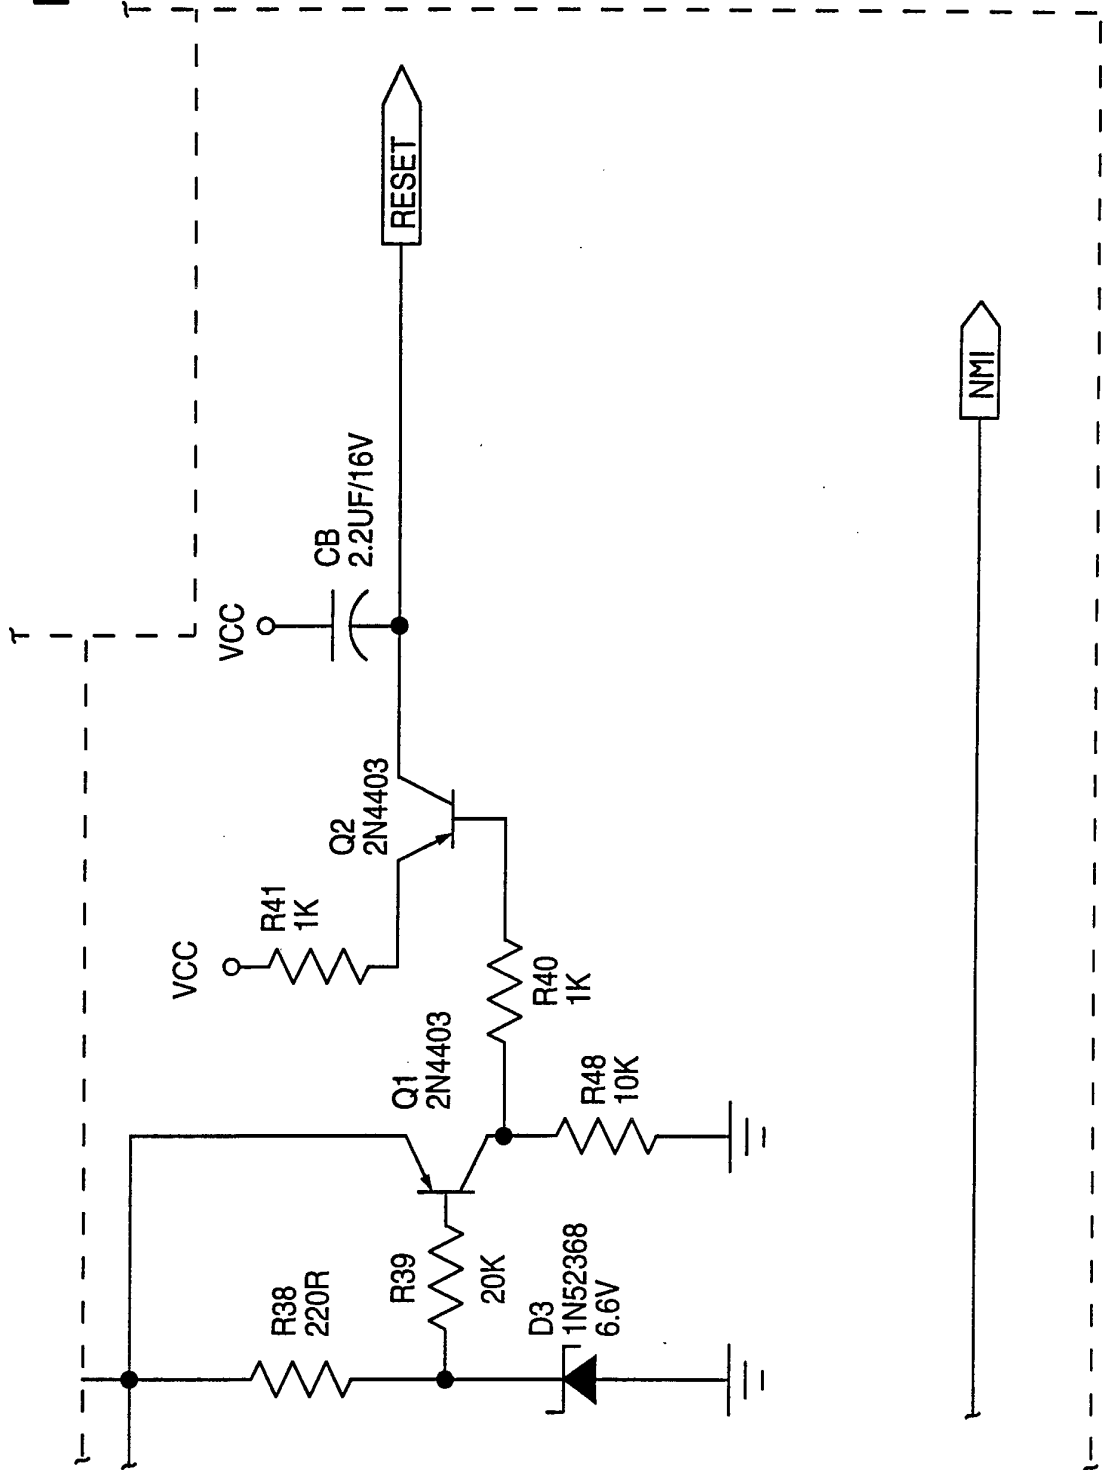 RESET
VCC
CB
2.2UF/16V
Q2
2N4403
VCC
R41
1K
R40
1K
Q1
2N4403
R48
10K
R38
220R
R39
20K
D3
1N52368
6.6V
NMI